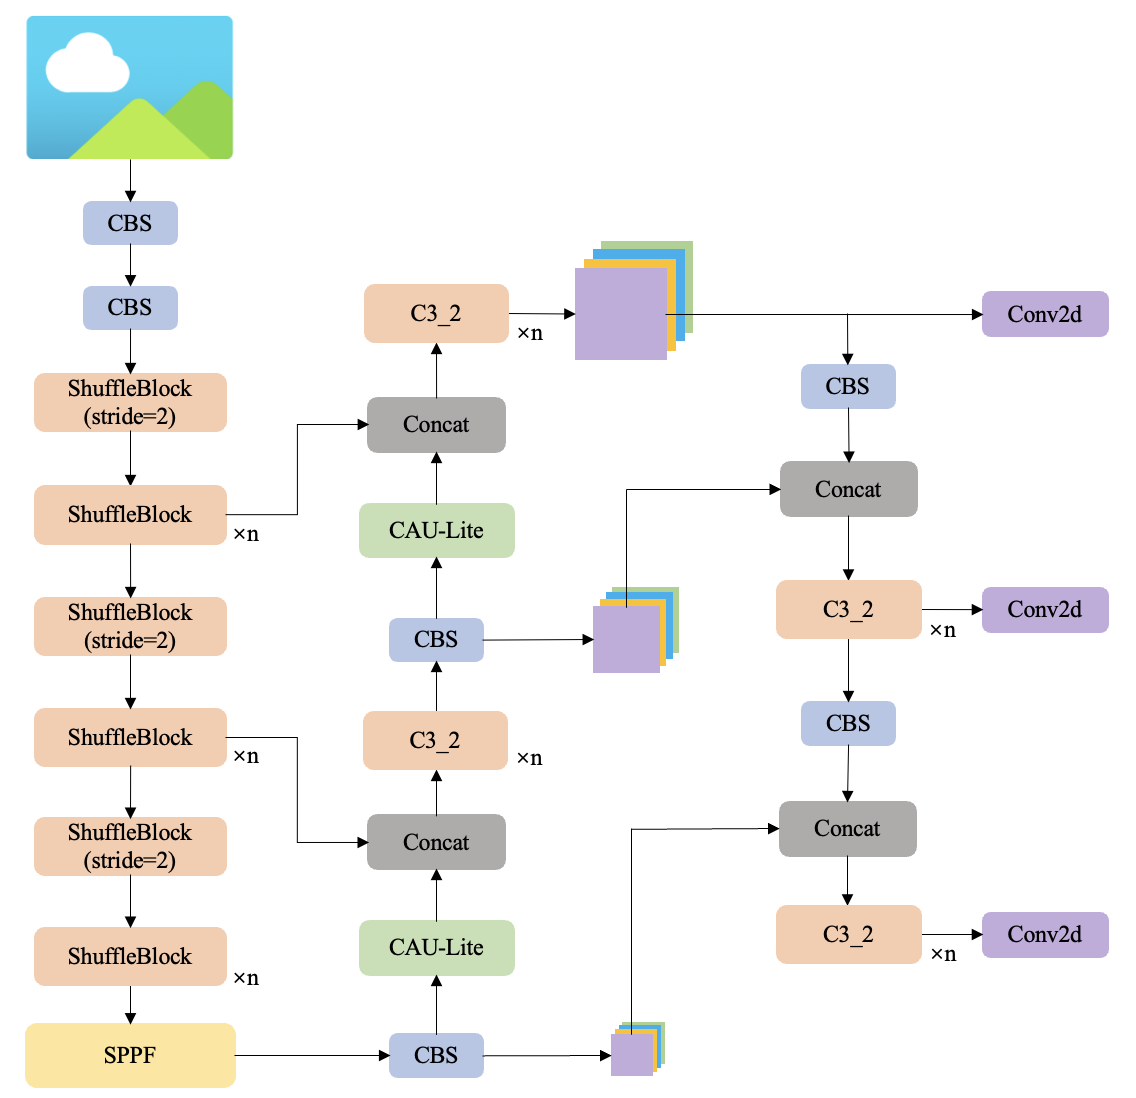 CBS
CBS
ShuffleBlock
(stride=2)
ShuffleBlock
×n
ShuffleBlock
(stride=2)
ShuffleBlock
×n
ShuffleBlock
(stride=2)
ShuffleBlock
×n
SPPF
C3_2
×n
Concat
CAU-Lite
CBS
C3_2
×n
Concat
CAU-Lite
CBS
Conv2d
CBS
Concat
C3_2
×n
Conv2d
CBS
Concat
C3_2
×n
Conv2d